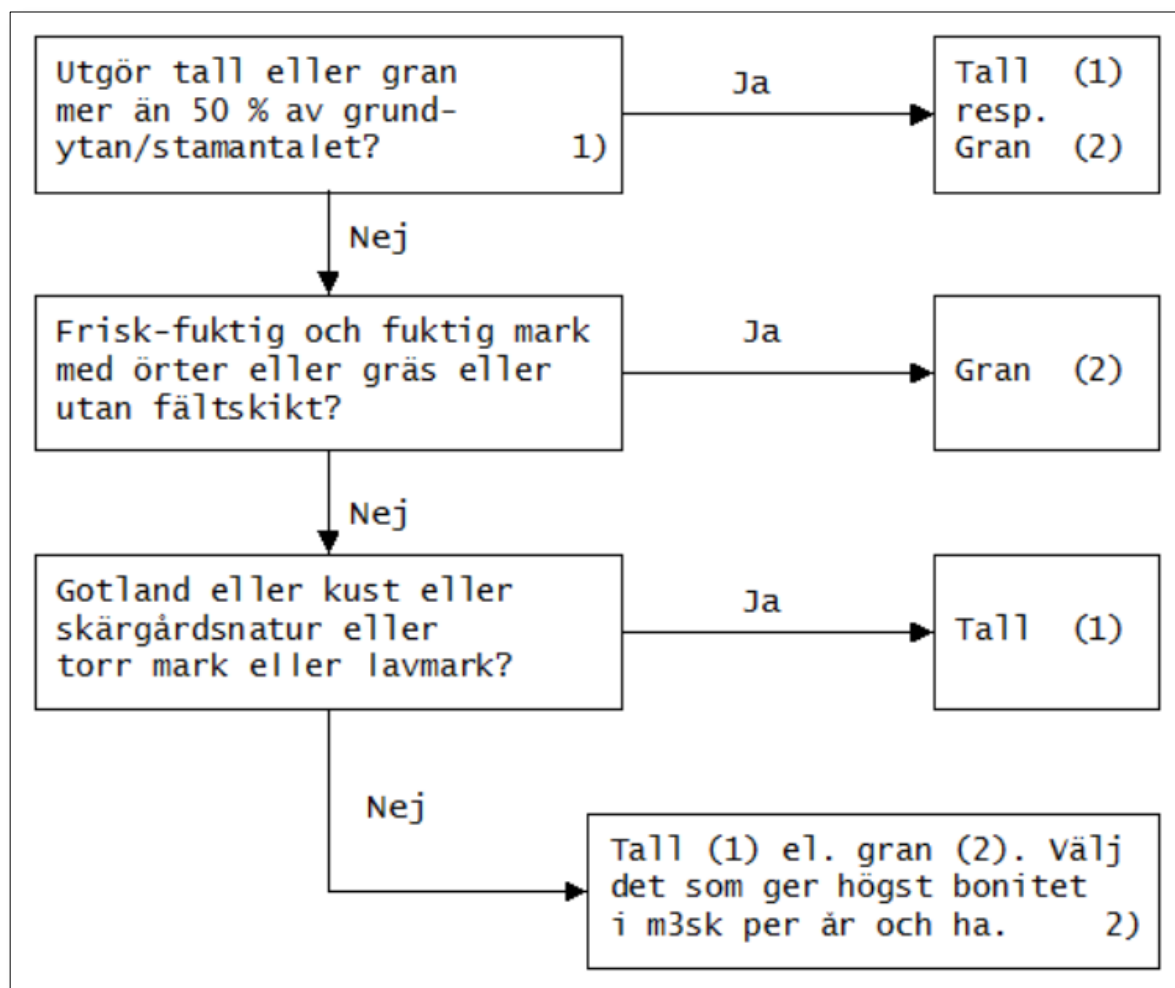 Utgör tall eller gran
mer än 50 % av grund-
ytan/stamantalet? 1)
Ja
Tall (1)
resp.
Gran (2)
Nej
Frisk-fuktig och fuktig mark
med örter eller gräs eller
utan fältskikt?
Ja
Gran (2)
Nej
Gotland eller kust eller
skärgårdsnatur eller
torr mark eller lavmark?
Ja
Tall (1)
Nej
Tall (1) el. gran (2). Välj
det som ger högst bonitet
i m3sk per år och ha. 2)